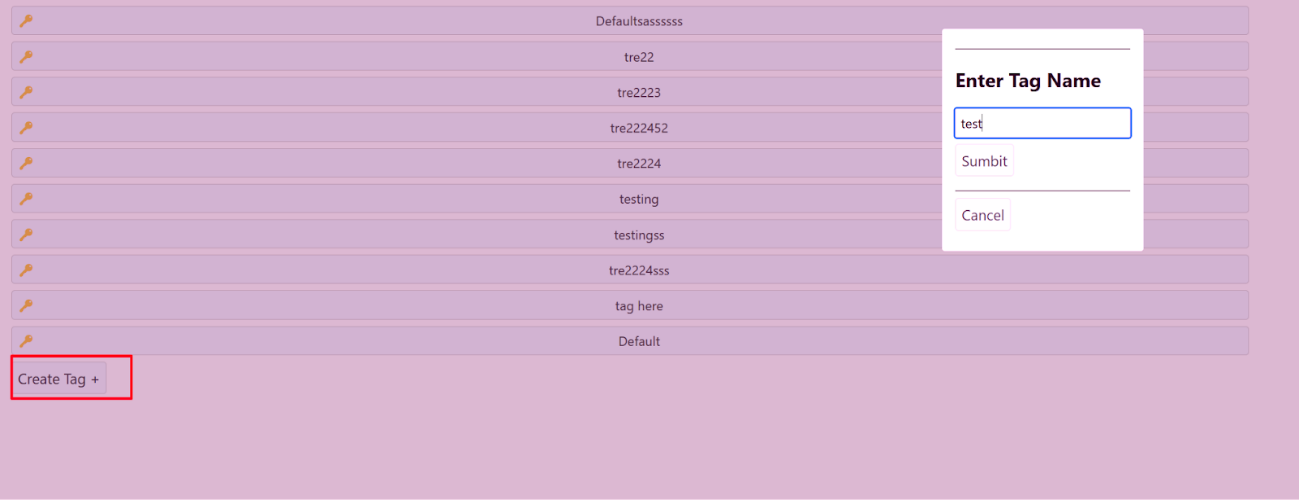 Defaultsassssss
tre22
tre2223
tre222452
tre2224
testing
testingss
tre2224sss
tag here
Default
Create Tag +
Enter Tag Name
test
Sumbit
Cancel